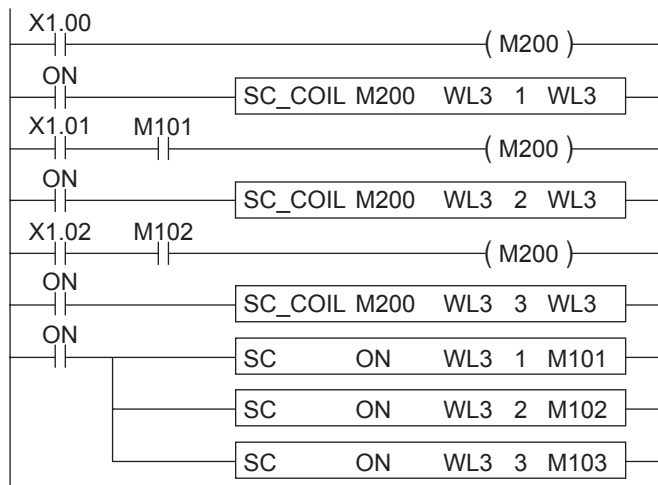 X1.00
( M200 )
ON
SC_COIL M200 WL3 1 WL3
X1.01 M101
( M200 )
ON
SC_COIL M200 WL3 2 WL3
X1.02 M102
( M200 )
ON
SC_COIL M200 WL3 3 WL3
ON
SC ON WL3 1 M101
SC ON WL3 2 M102
SC ON WL3 3 M103